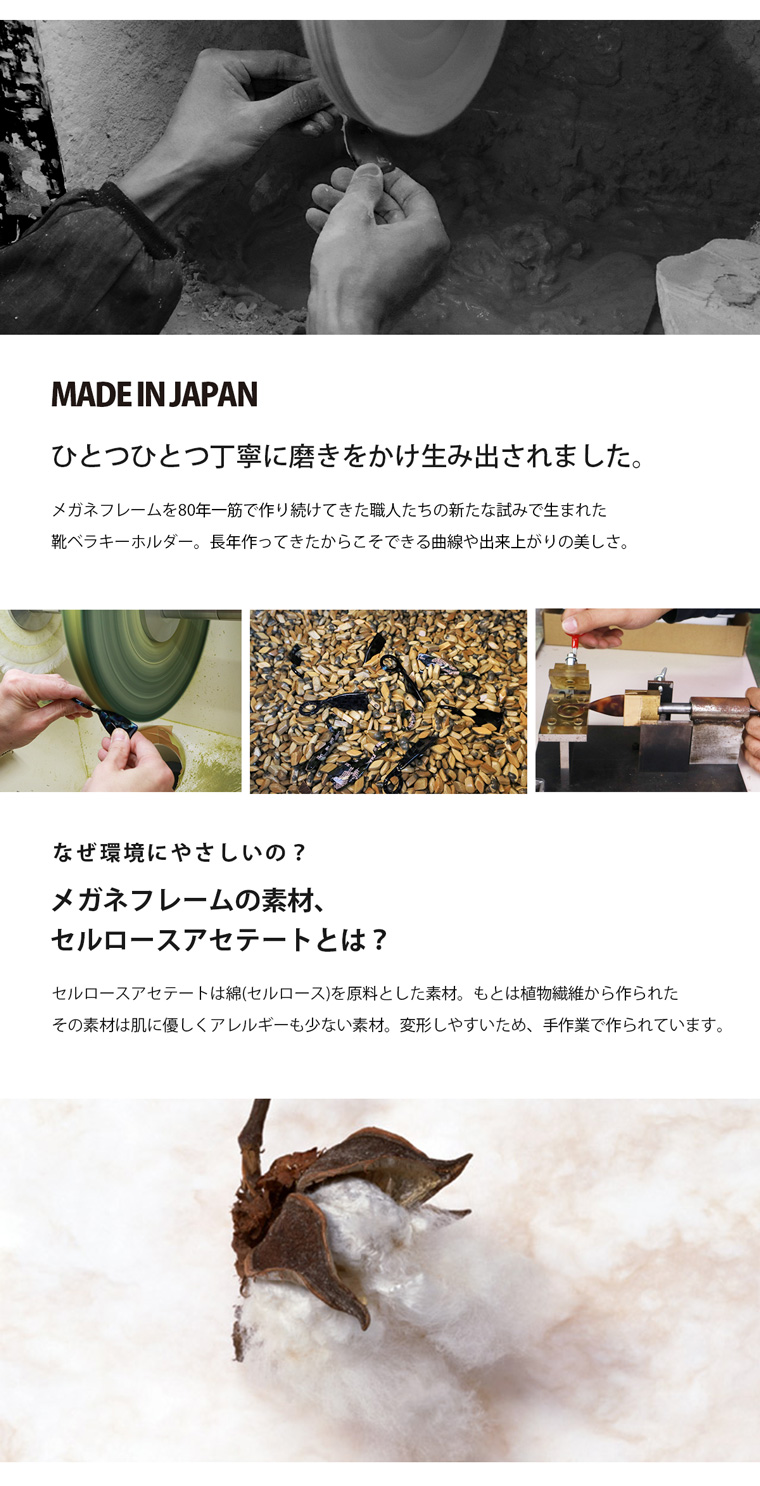 MADE IN JAPAN
ひとつひとつ丁寧に磨きをかけ生み出されました。
メガネフレームを80年一筋で作り続けてきた職人たちの新たな試みで生まれた
靴ベラキーホルダー。長年作ってきたからこそできる曲線や出来上がりの美しさ。
なぜ環境にやさしいの？
メガネフレームの素材、
セルロースアセテートとは？
セルロースアセテートは綿(セルロース)を原料とした素材。もとは植物繊維から作られた
その素材は肌に優しくアレルギーも少ない素材。変形しやすいため、手作業で作られています。